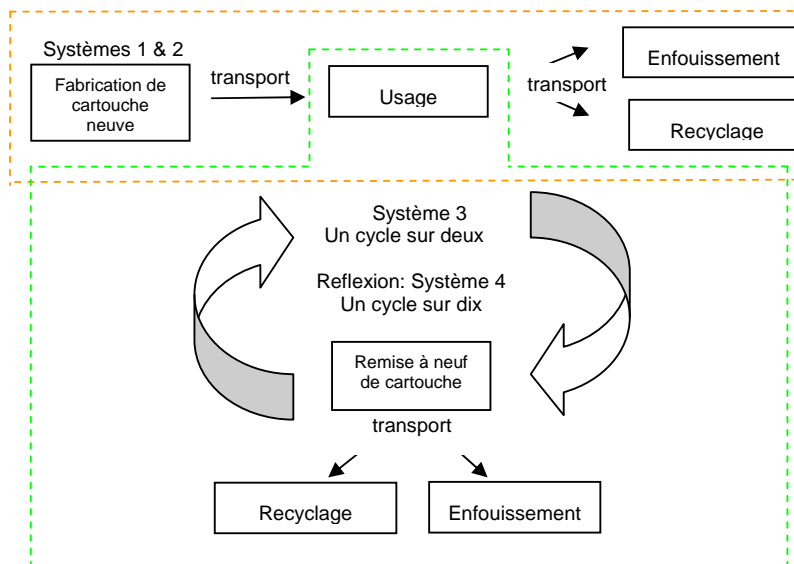 Systèmes 1 & 2
Fabrication de
cartouche
neuve
transport
Usage
transport
Enfouissement
Recyclage
Système 3
Un cycle sur deux
Reflexion: Système 4
Un cycle sur dix
Remise à neuf
de cartouche
transport
Recyclage
Enfouissement